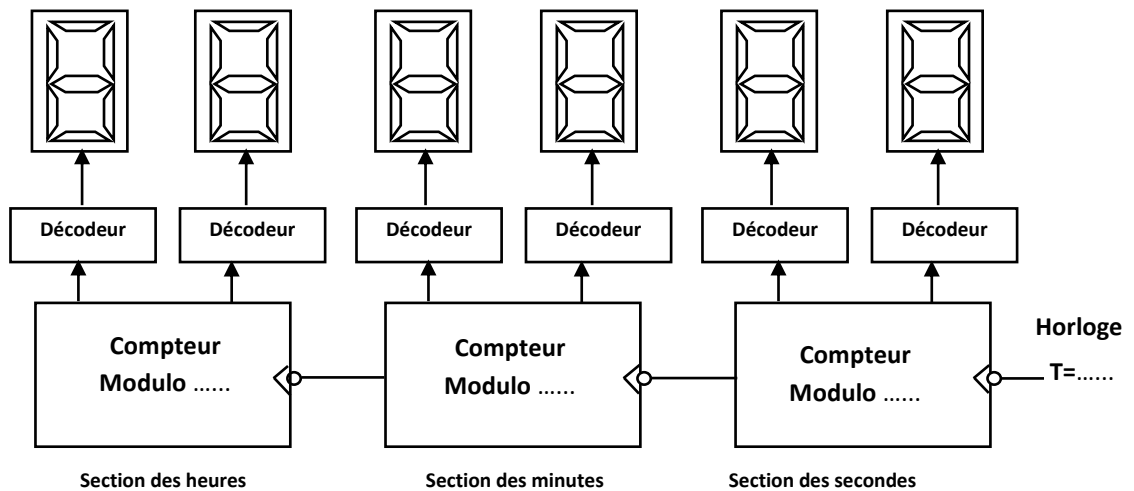 Décodeur
Décodeur
Décodeur
Décodeur
Décodeur
Décodeur
Compteur
Modulo ......
Compteur
Modulo ......
Compteur
Modulo ......
Horloge
T=......
Section des heures
Section des minutes
Section des secondes